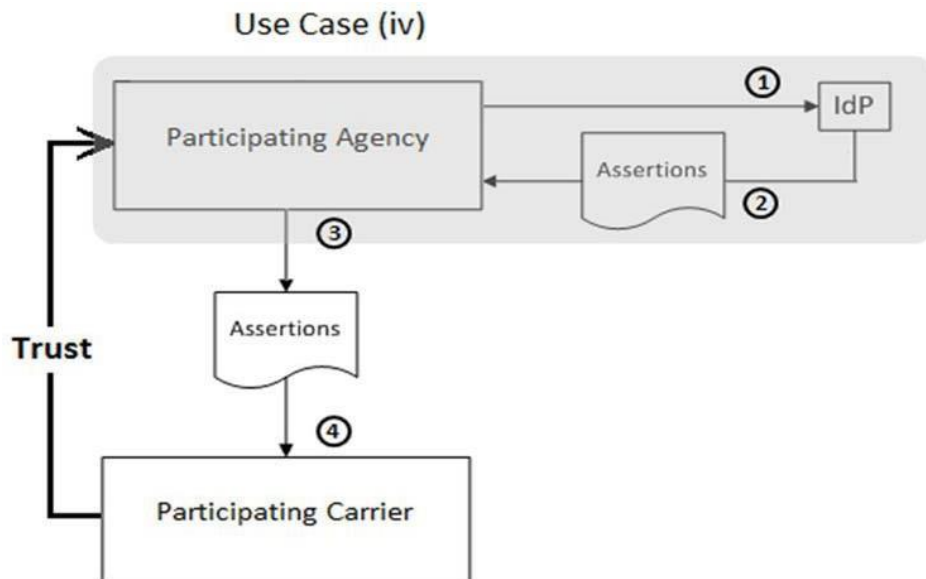 Use Case (iv)
1
IdP
Participating Agency
Assertions
2
3
Assertions
Trust
4
Participating Carrier